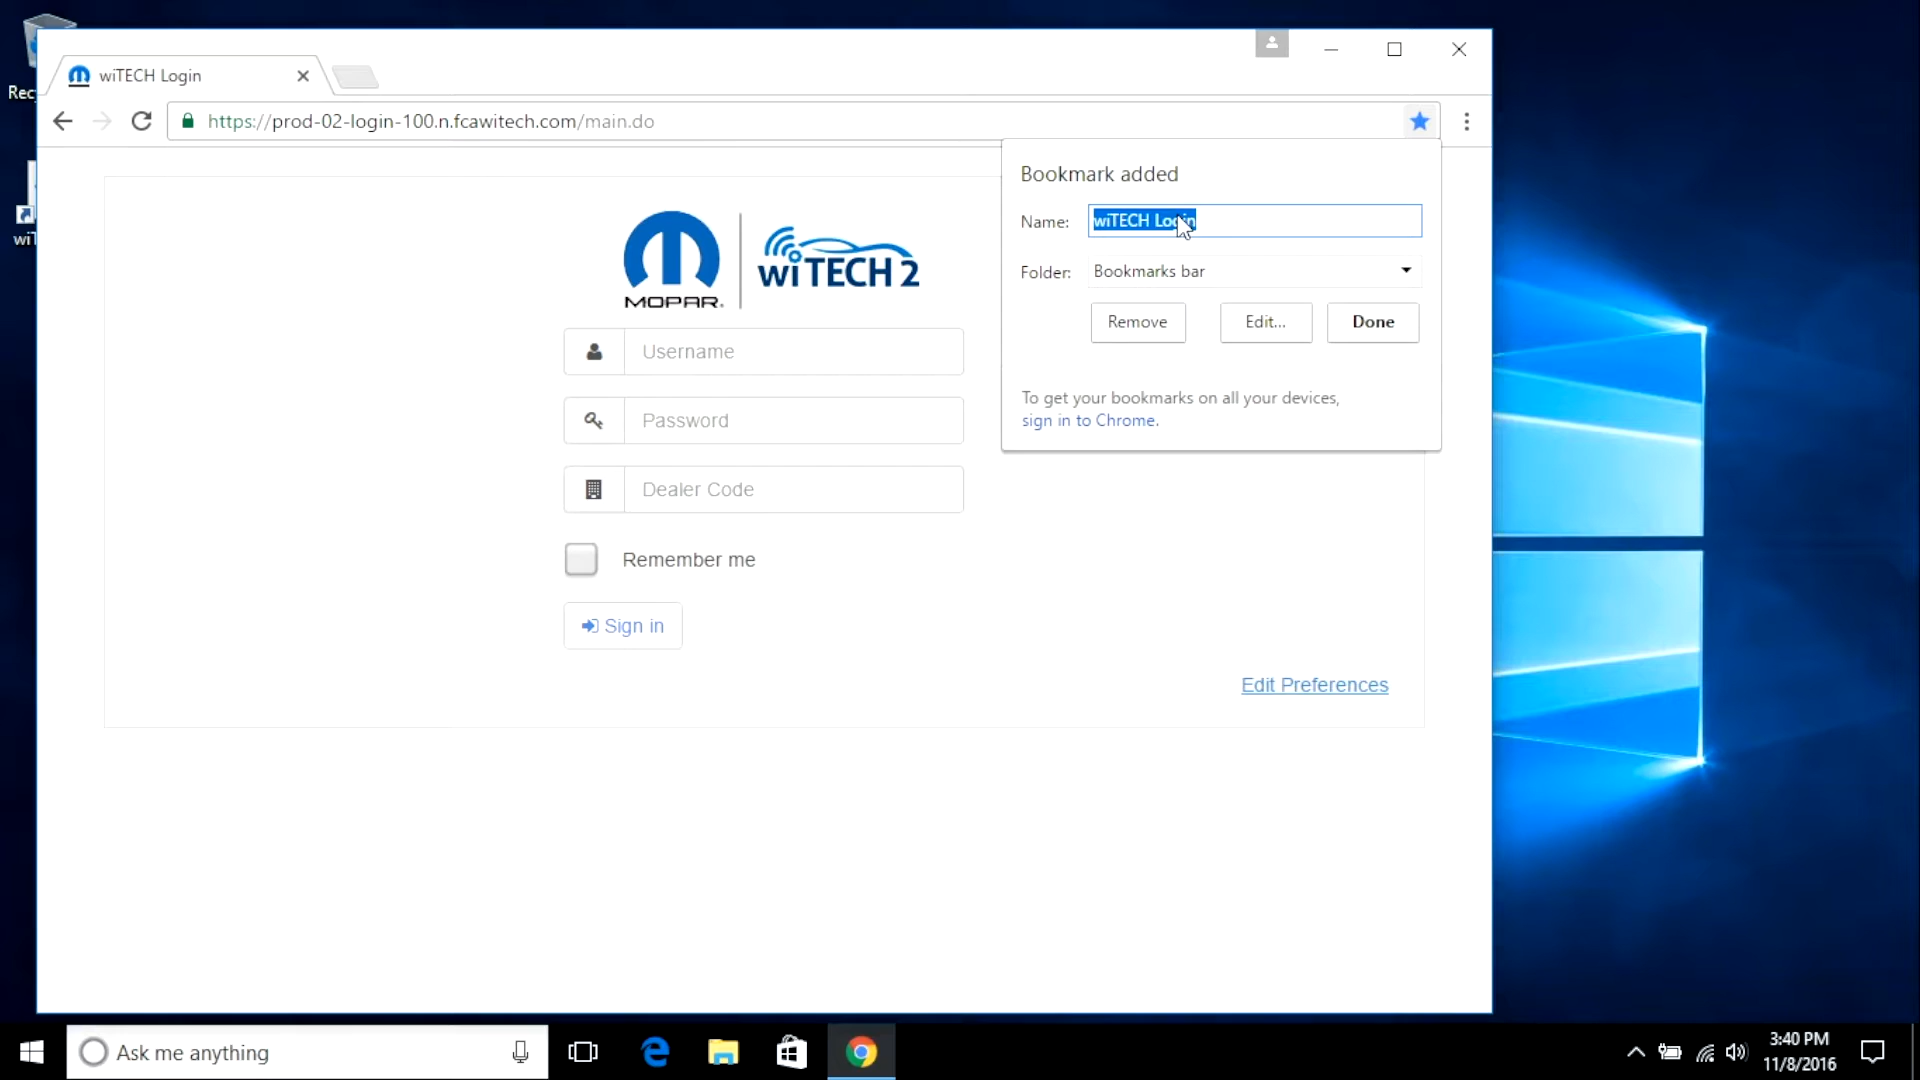 Rec
wiTECH Login
https://prod-02-login-100.n.fcawitech.com/main.do
Bookmark added
Name: wiTECH Login
Folder: Bookmarks bar
Remove Edit... Done
To get your bookmarks on all your devices,
sign in to Chrome.
wiT
MOPAR. wiTECH 2
Username
Password
Dealer Code
Remember me
Sign in
Edit Preferences
Ask me anything
3:40 PM
11/8/2016